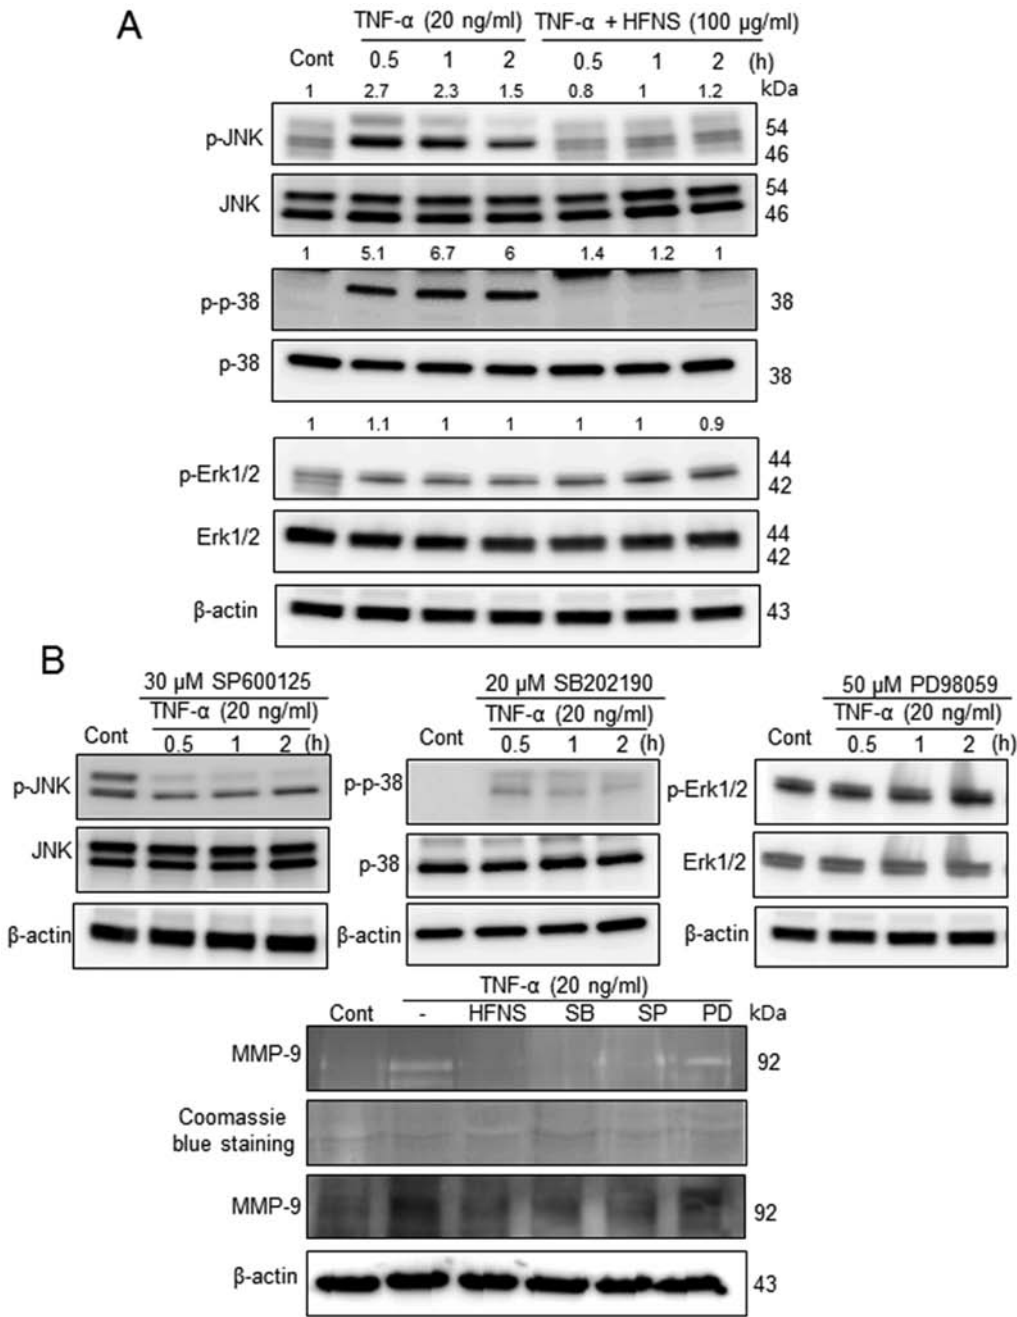 A
TNF-α (20 ng/ml) TNF-α + HFNS (100 µg/ml)
Cont 0.5 1 2 0.5 1 2 (h)
1 2.7 2.3 1.5 0.8 1 1.2 kDa
p-JNK 54
46
JNK 54
46
1 5.1 6.7 6 1.4 1.2 1
p-p-38 38
p-38 38
1 1.1 1 1 1 1 0.9
p-Erk1/2 44
42
Erk1/2 44
42
β-actin 43
B
30 µM SP600125 20 µM SB202190 50 µM PD98059
TNF-α (20 ng/ml) TNF-α (20 ng/ml) TNF-α (20 ng/ml)
Cont 0.5 1 2 (h) Cont 0.5 1 2 (h) Cont 0.5 1 2 (h)
p-JNK p-p-38 p-Erk1/2
JNK p-38 Erk1/2
β-actin β-actin β-actin
TNF-α (20 ng/ml)
Cont - HFNS SB SP PD kDa
MMP-9 92
Coomassie
blue staining
MMP-9 92
β-actin 43